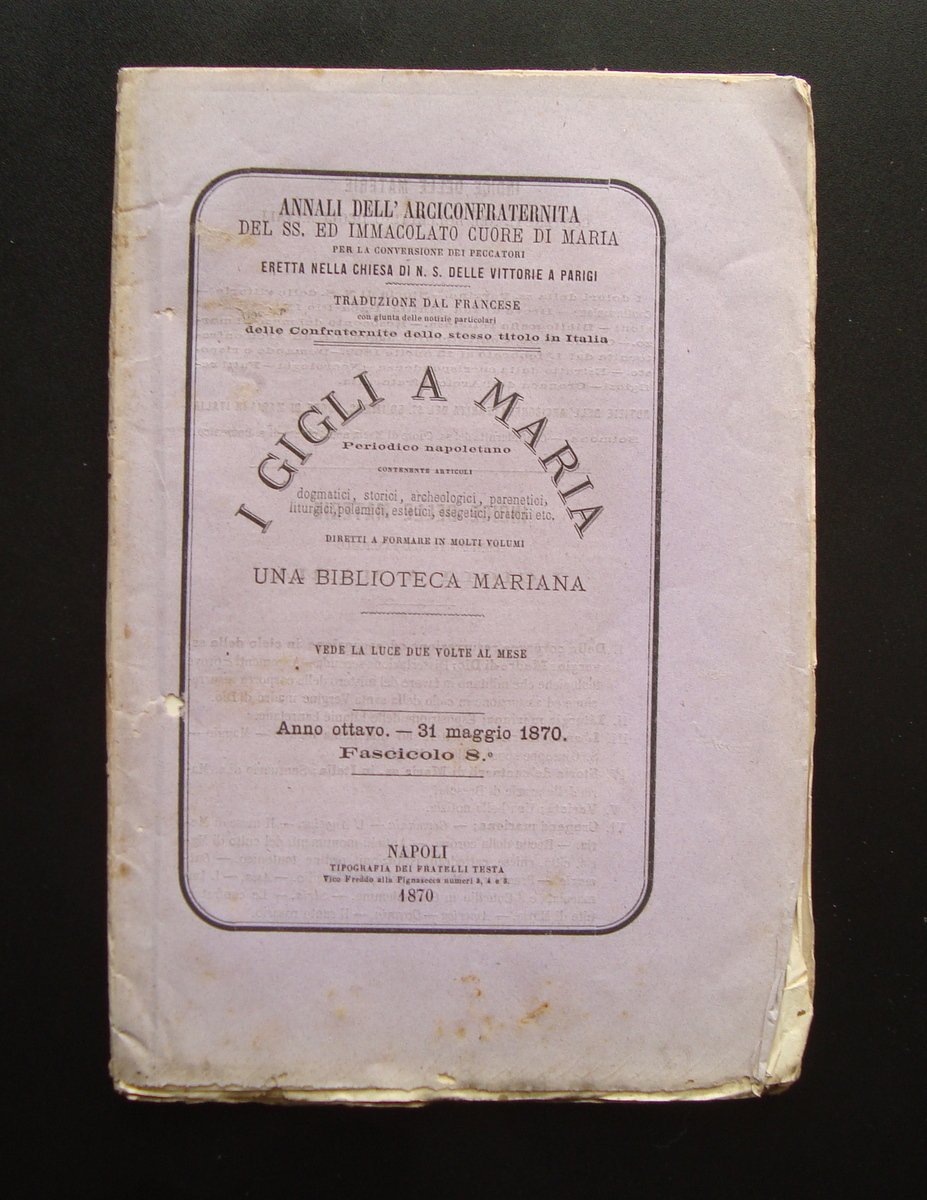 ANNALI DELL' ARCICONFRATERNITA
DEL SS. ED IMMACOLATO CUORE DI MARIA
PER LA CONVERSIONE DEI PECCATORI
ERETTA NELLA CHIESA DI N. S. DELLE VITTORIE A PARIGI
TRADUZIONE DAL FRANCESE
con giunta delle notizie particolari
delle Confraternite dello stesso titolo in Italia
I GIGLI A MARIA
Periodico napoletano
CONTENENTE ARTICOLI
dogmatici, storici, archeologici, parenetici,
liturgici, polemici, estetici, esegetici, oratorii etc.
DIRETTI A FORMARE IN MOLTI VOLUMI
UNA BIBLIOTECA MARIANA
VEDE LA LUCE DUE VOLTE AL MESE
Anno ottavo. — 31 maggio 1870.
Fascicolo 8.°
NAPOLI
TIPOGRAFIA DEI FRATELLI TESTA
Vico Freddo alla Pignasecca numeri 3, 4 e 5.
1870